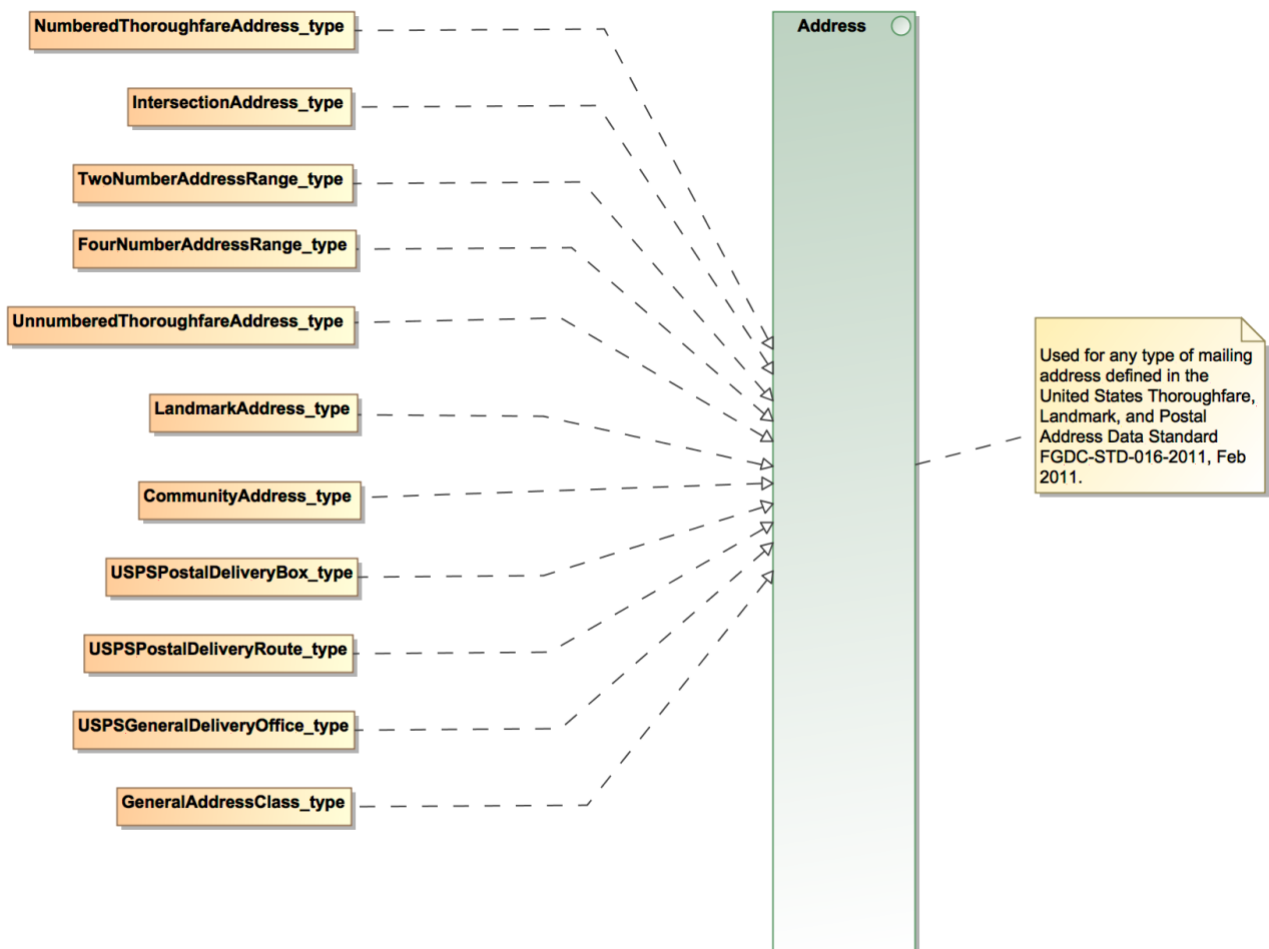 NumberedThoroughfareAddress_type
IntersectionAddress_type
TwoNumberAddressRange_type
FourNumberAddressRange_type
UnnumberedThoroughfareAddress_type
LandmarkAddress_type
CommunityAddress_type
USPSPostalDeliveryBox_type
USPSPostalDeliveryRoute_type
USPSGeneralDeliveryOffice_type
GeneralAddressClass_type
Address
Used for any type of mailing
address defined in the
United States Thoroughfare,
Landmark, and Postal
Address Data Standard
FGDC-STD-016-2011, Feb
2011.